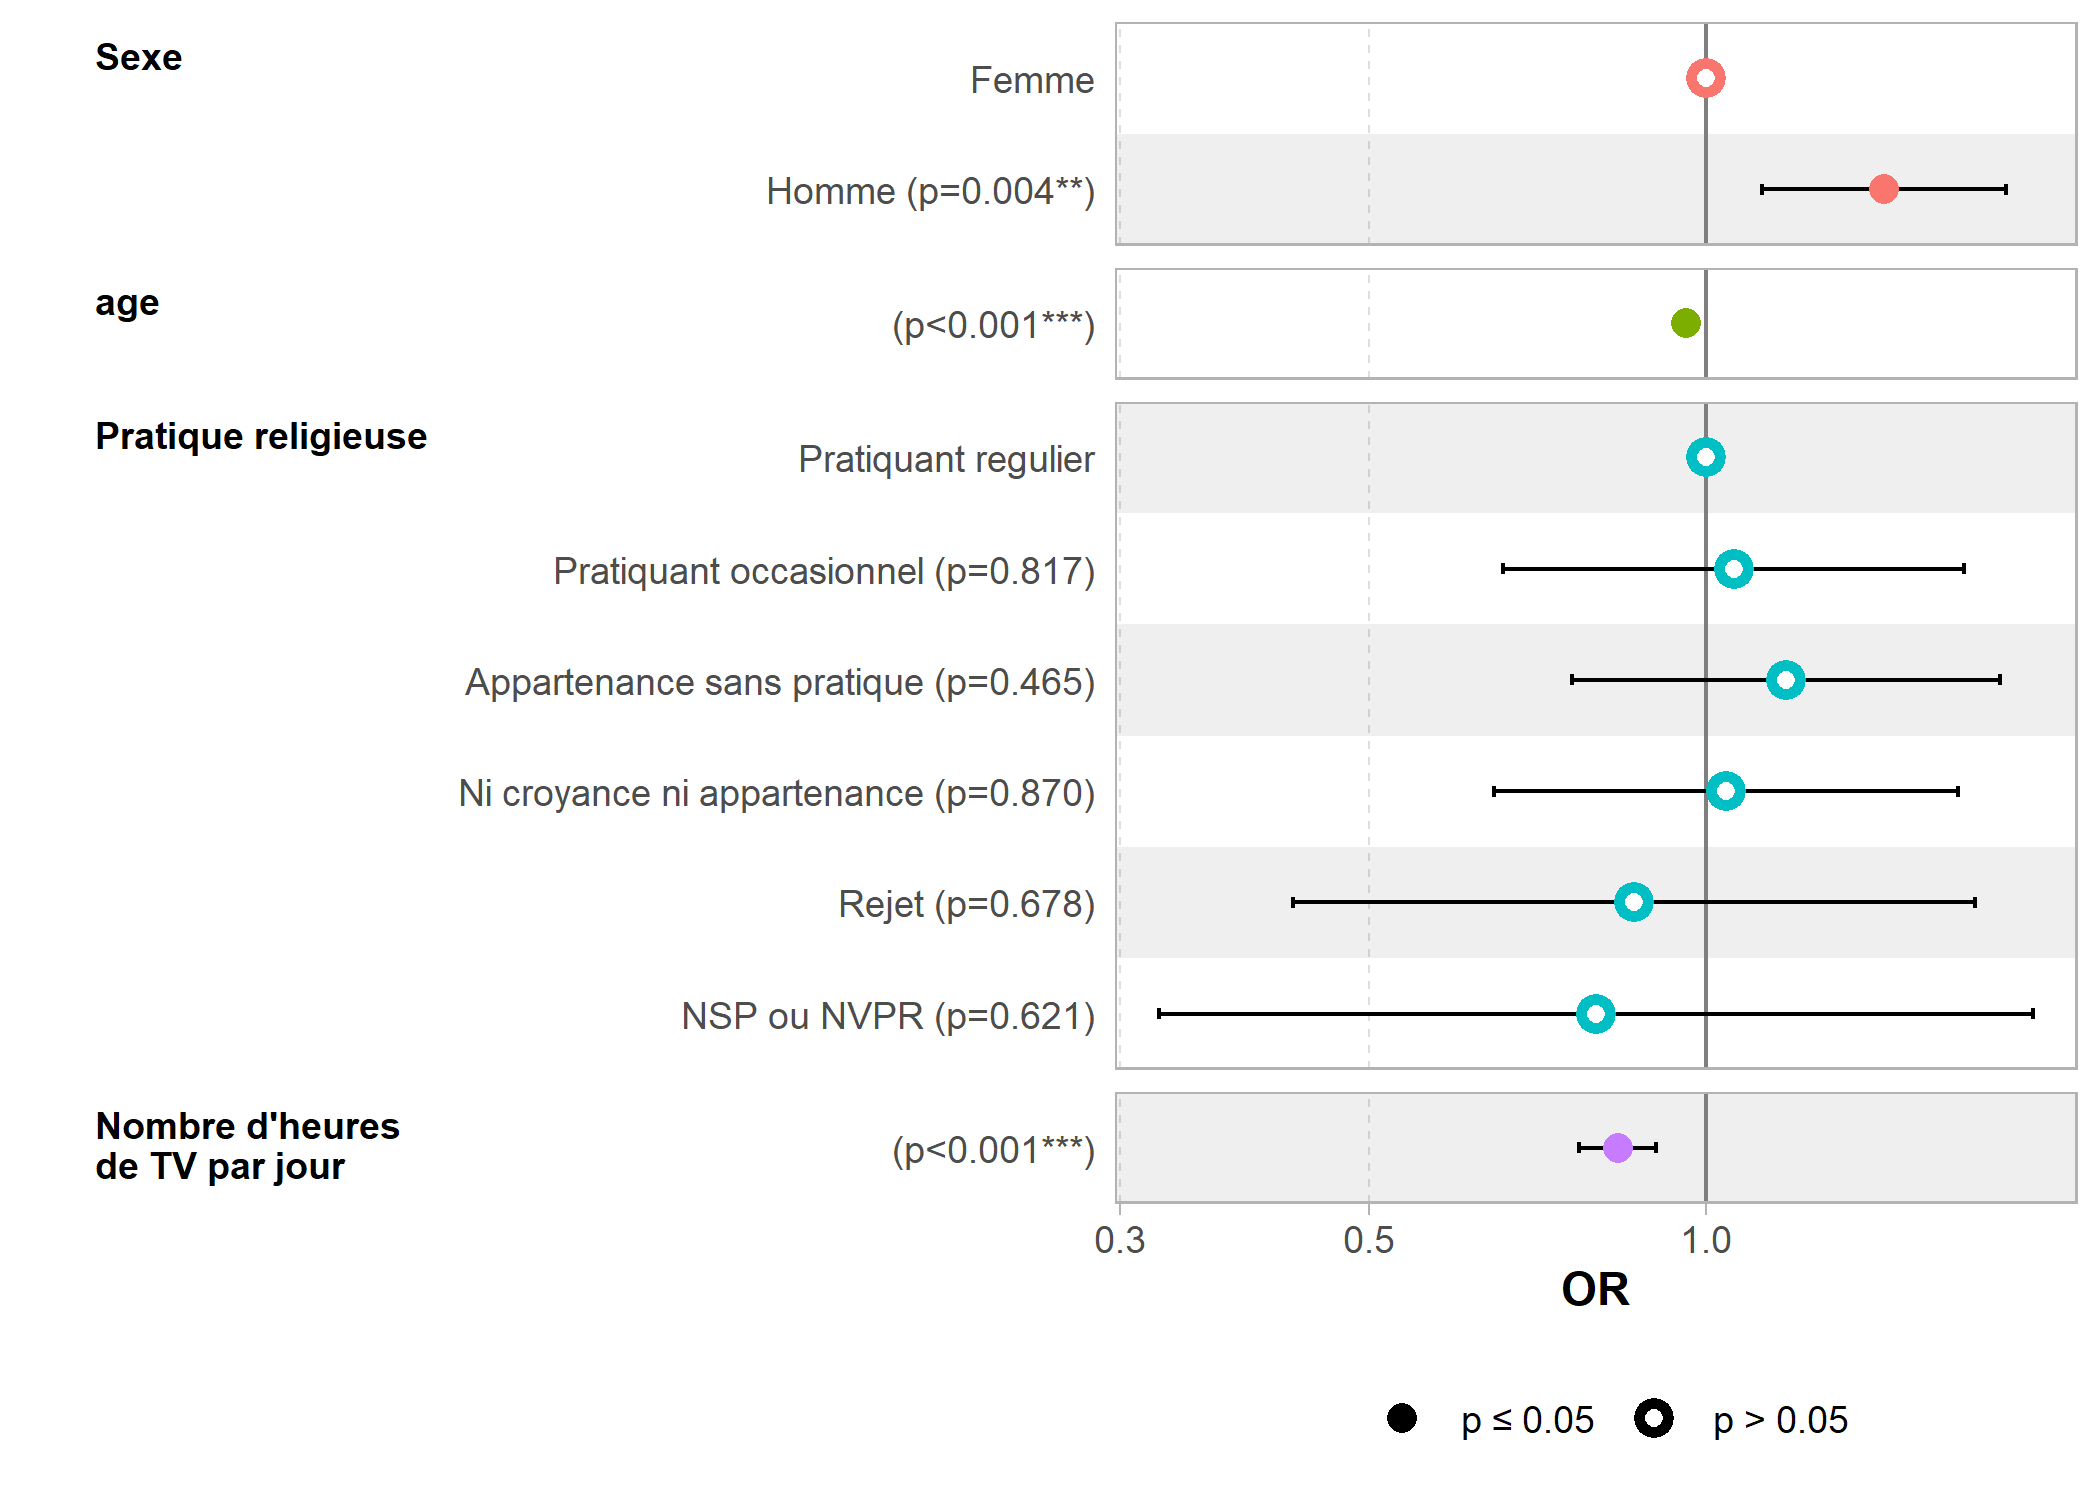 Sexe
Femme
Homme (p=0.004**)
age
(p<0.001***)
Pratique religieuse
Pratiquant regulier
Pratiquant occasionnel (p=0.817)
Appartenance sans pratique (p=0.465)
Ni croyance ni appartenance (p=0.870)
Rejet (p=0.678)
NSP ou NVPR (p=0.621)
Nombre d'heures
de TV par jour
(p<0.001***)
0.3 0.5 1.0
OR
p ≤ 0.05 p > 0.05